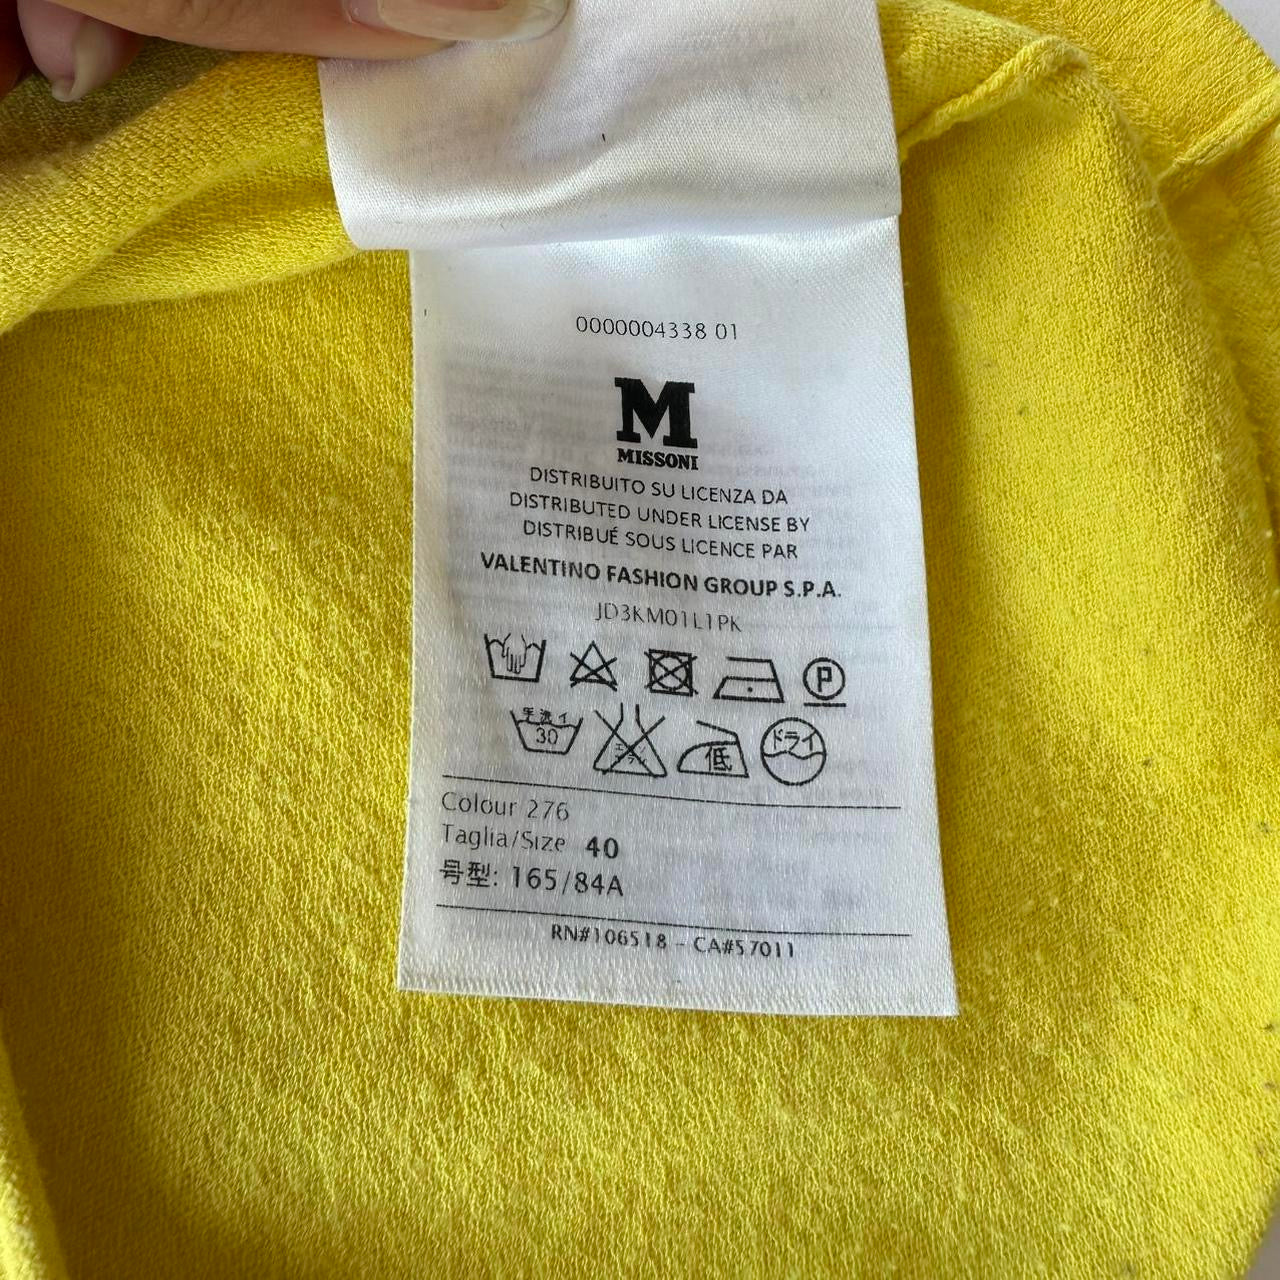 0000004338 01
M
MISSONI
DISTRIBUITO SU LICENZA DA
DISTRIBUTED UNDER LICENSE BY
DISTRIBUÉ SOUS LICENCE PAR
VALENTINO FASHION GROUP S.P.A.
JD3KM01L1PK
P
手洗イ
30
低
ドライ
Colour 276
Taglia/Size 40
号型: 165/84A
RN#106518 - CA#57011